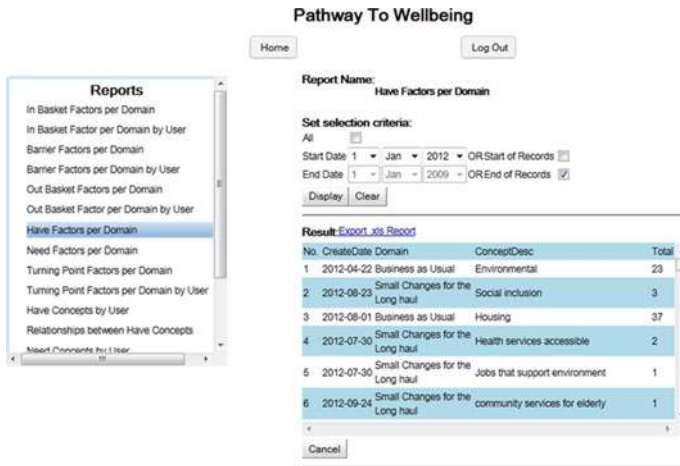 Pathway To Wellbeing
Home
Log Out
Reports
In Basket Factors per Domain
In Basket Factor per Domain by User
Barrier Factors per Domain
Barrier Factors per Domain by User
Out Basket Factors per Domain
Out Basket Factor per Domain by User
Have Factors per Domain
Need Factors per Domain
Turning Point Factors per Domain
Turning Point Factors per Domain by User
Have Concepts by User
Relationships between Have Concepts
Need Concepts by User
Report Name:
Have Factors per Domain
Set selection criteria:
All
Start Date 1 Jan 2012 OR Start of Records
End Date 1 Jan 2009 OR End of Records
Display Clear
Result: Export .xls Report
No. CreateDate Domain ConceptDesc Total
1 2012-04-22 Business as Usual Environmental 23
2 2012-08-23 Small Changes for the Long haul Social inclusion 3
3 2012-08-01 Business as Usual Housing 37
4 2012-07-30 Small Changes for the Long haul Health services accessible 2
5 2012-07-30 Small Changes for the Long haul Jobs that support environment 1
6 2012-09-24 Small Changes for the Long haul community services for elderly 1
Cancel